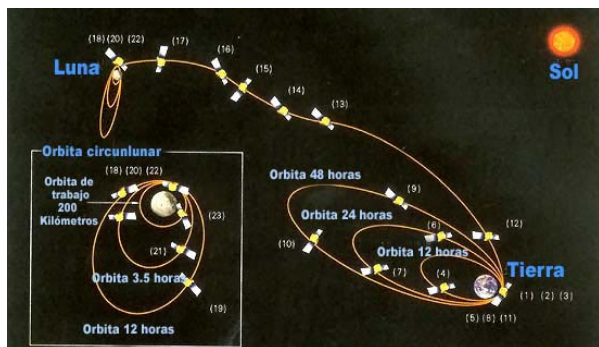 (18) (20) (22)
(17)
Luna
(16)
(15)
(14)
(13)
Sol
Orbita circunlunar
(18) (20) (22)
Orbita de
trabajo
200
Kilómetros
(23)
(21)
Orbita 3.5 horas
(19)
Orbita 12 horas
Orbita 48 horas
(9)
Orbita 24 horas
(10)
(6)
(12)
Orbita 12 horas
(7)
(4)
Tierra
(1) (2) (3)
(5) (8) (11)